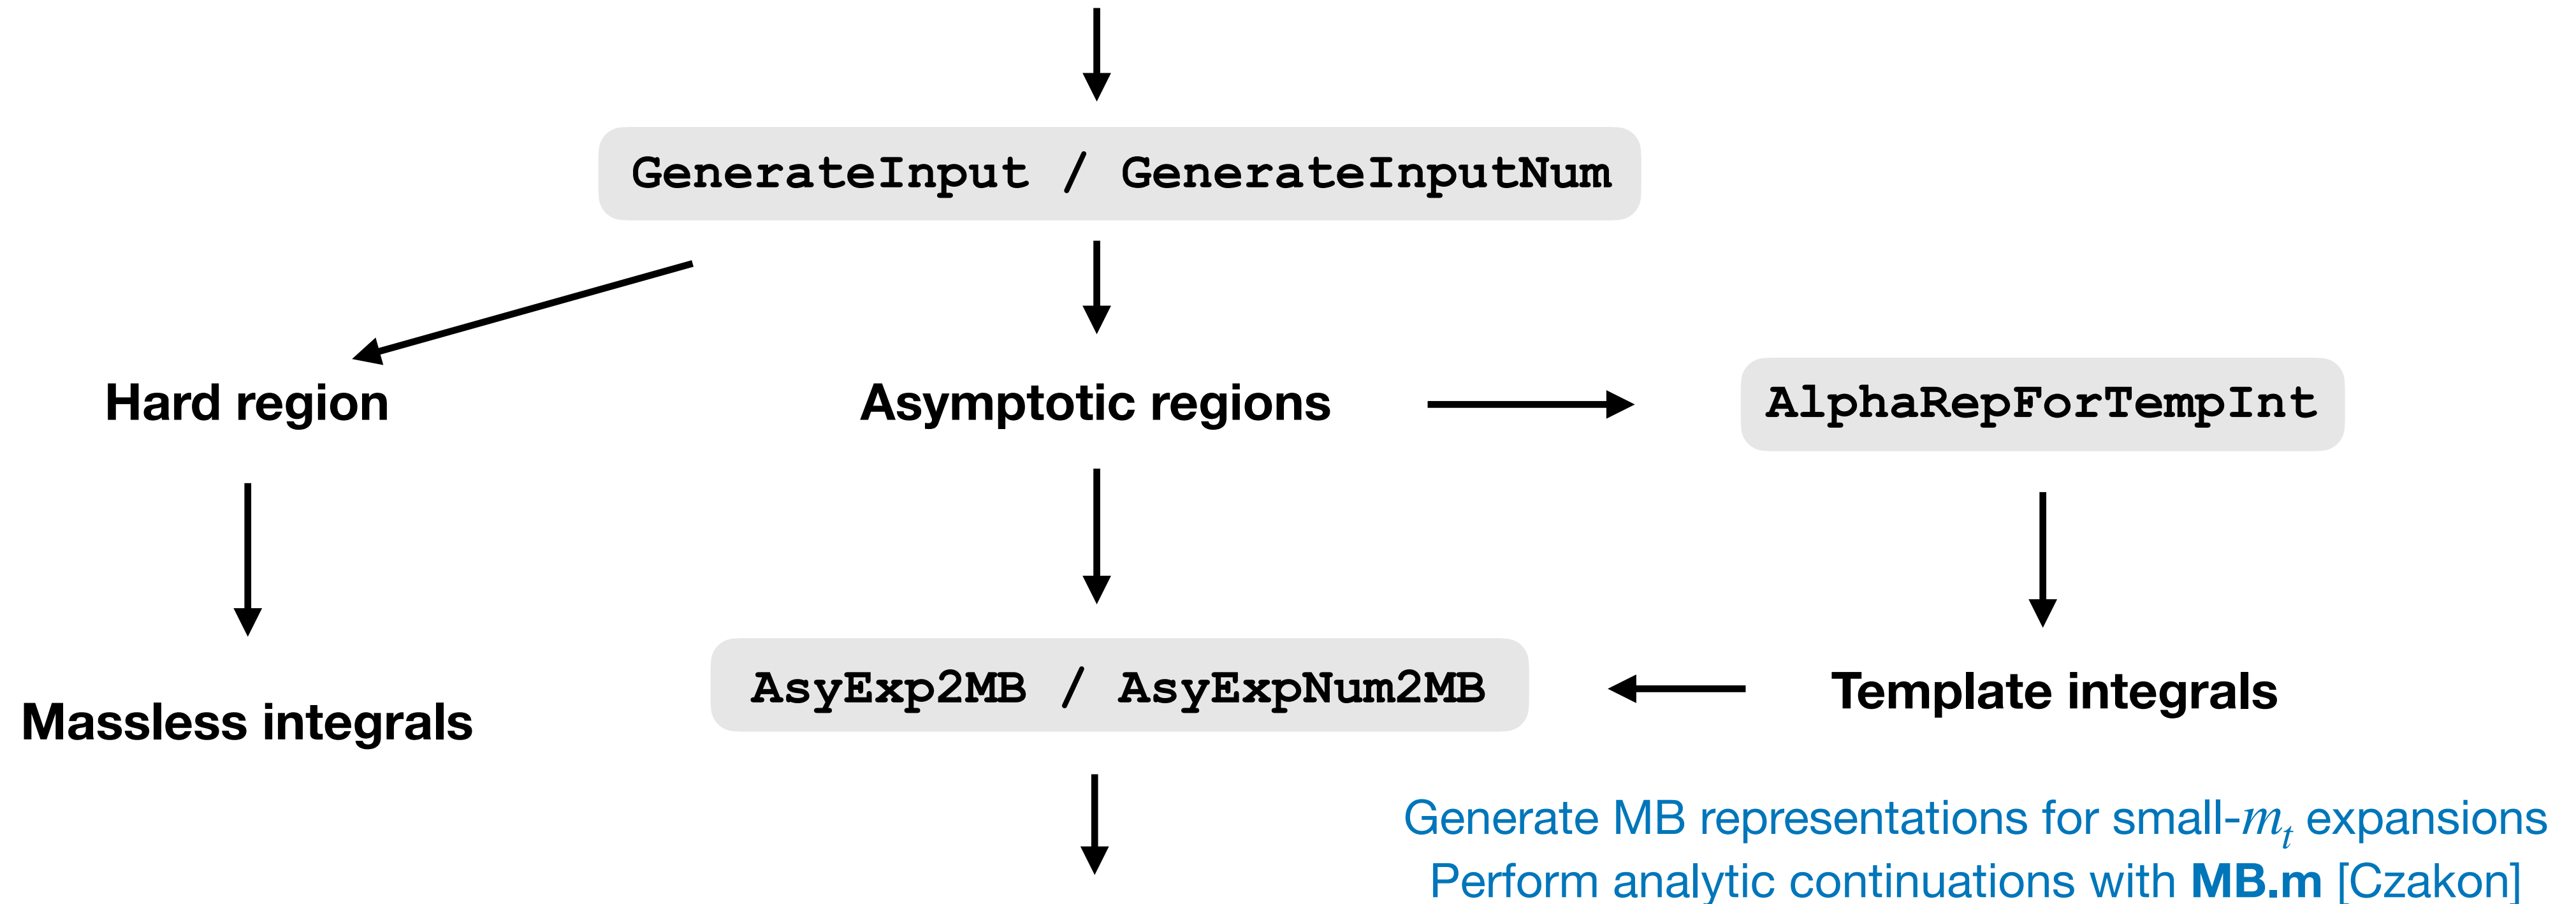 GenerateInput / GenerateInputNum
Hard region
Asymptotic regions
AlphaRepForTempInt
Massless integrals
AsyExp2MB / AsyExpNum2MB
Template integrals
Generate MB representations for small-m_t expansions
Perform analytic continuations with MB.m [Czakon]